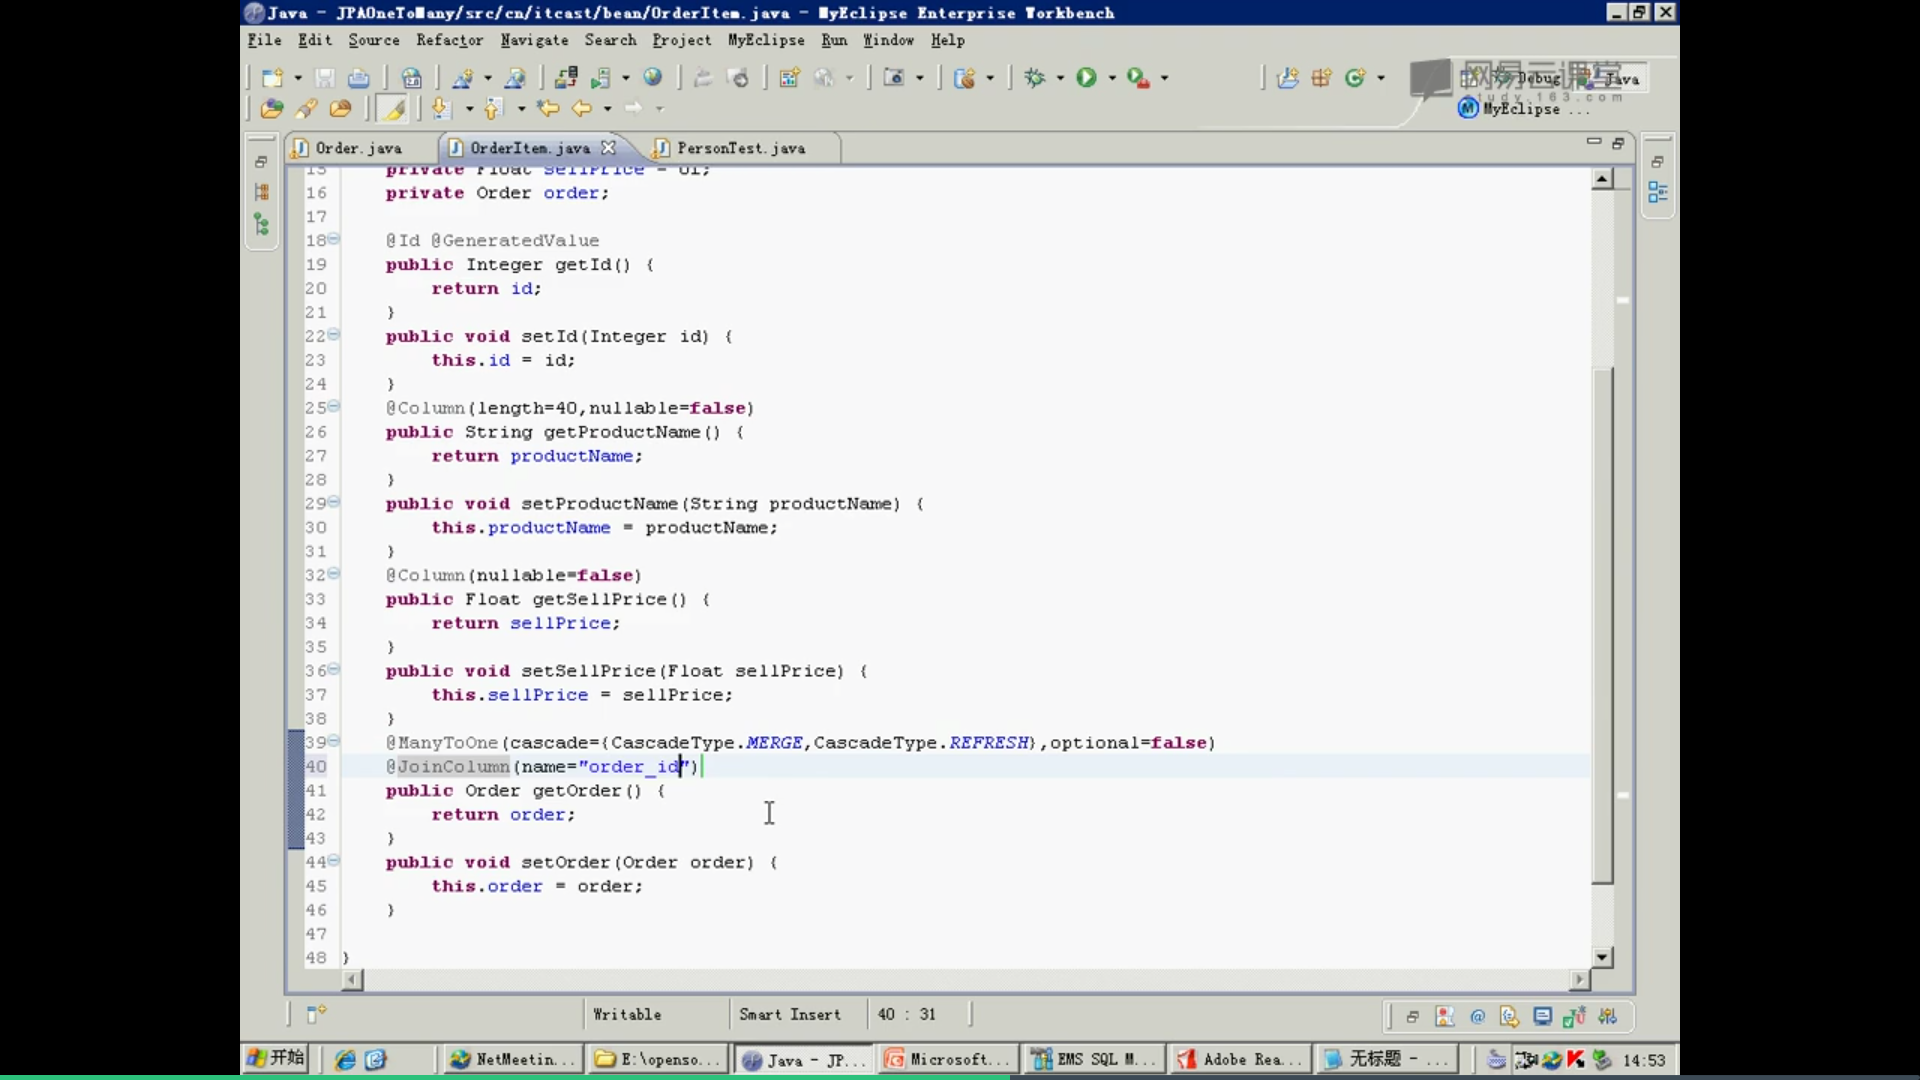 Java - JPAOneToMany/src/cn/itcast/bean/OrderItem.java - MyEclipse Enterprise Workbench
File Edit Source Refactor Navigate Search Project MyEclipse Run Window Help
网易云课堂
study.163.com
Debug Java
MyEclipse ...
Order.java OrderItem.java PersonTest.java
15 private Float sellPrice = 0f;
16 private Order order;
17
18 @Id @GeneratedValue
19 public Integer getId() {
20 return id;
21 }
22 public void setId(Integer id) {
23 this.id = id;
24 }
25 @Column(length=40,nullable=false)
26 public String getProductName() {
27 return productName;
28 }
29 public void setProductName(String productName) {
30 this.productName = productName;
31 }
32 @Column(nullable=false)
33 public Float getSellPrice() {
34 return sellPrice;
35 }
36 public void setSellPrice(Float sellPrice) {
37 this.sellPrice = sellPrice;
38 }
39 @ManyToOne(cascade={CascadeType.MERGE,CascadeType.REFRESH},optional=false)
40 @JoinColumn(name="order_id")
41 public Order getOrder() {
42 return order;
43 }
44 public void setOrder(Order order) {
45 this.order = order;
46 }
47
48 }
Writable Smart Insert 40 : 31
开始 NetMeetin... E:\openso... Java - JP... Microsoft... EMS SQL M... Adobe Rea... 无标题 - ... 14:53